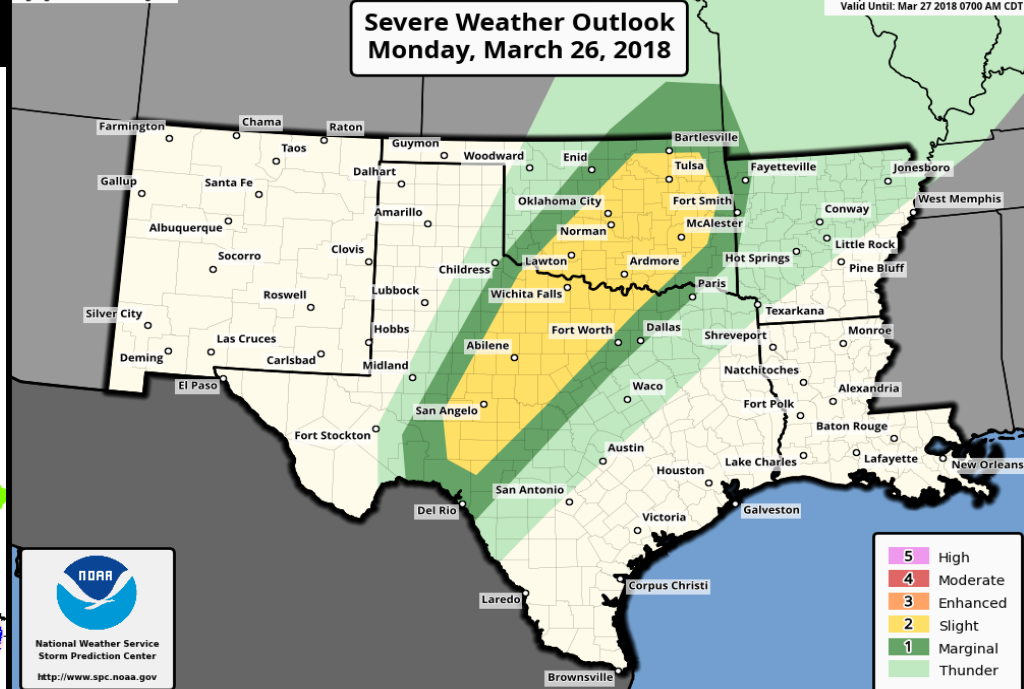 Valid Until: Mar 27 2018 0700 AM CDT
Severe Weather Outlook
Monday, March 26, 2018
Farmington
Chama
Raton
Guymon
Bartlesville
Taos
Woodward
Enid
Tulsa
Fayetteville
Jonesboro
Gallup
Santa Fe
Dalhart
Oklahoma City
Fort Smith
West Memphis
Albuquerque
Amarillo
Norman
McAlester
Conway
Socorro
Clovis
Childress
Lawton
Ardmore
Hot Springs
Little Rock
Pine Bluff
Roswell
Lubbock
Wichita Falls
Paris
Texarkana
Silver City
Las Cruces
Hobbs
Fort Worth
Dallas
Shreveport
Monroe
Deming
Carlsbad
Midland
Abilene
Natchitoches
El Paso
Waco
Alexandria
San Angelo
Fort Polk
Fort Stockton
Baton Rouge
Austin
Lake Charles
Lafayette
New Orleans
San Antonio
Houston
Del Rio
Galveston
Victoria
Laredo
Corpus Christi
Brownsville
NOAA
National Weather Service
Storm Prediction Center
http://www.spc.noaa.gov
5 High
4 Moderate
3 Enhanced
2 Slight
1 Marginal
Thunder